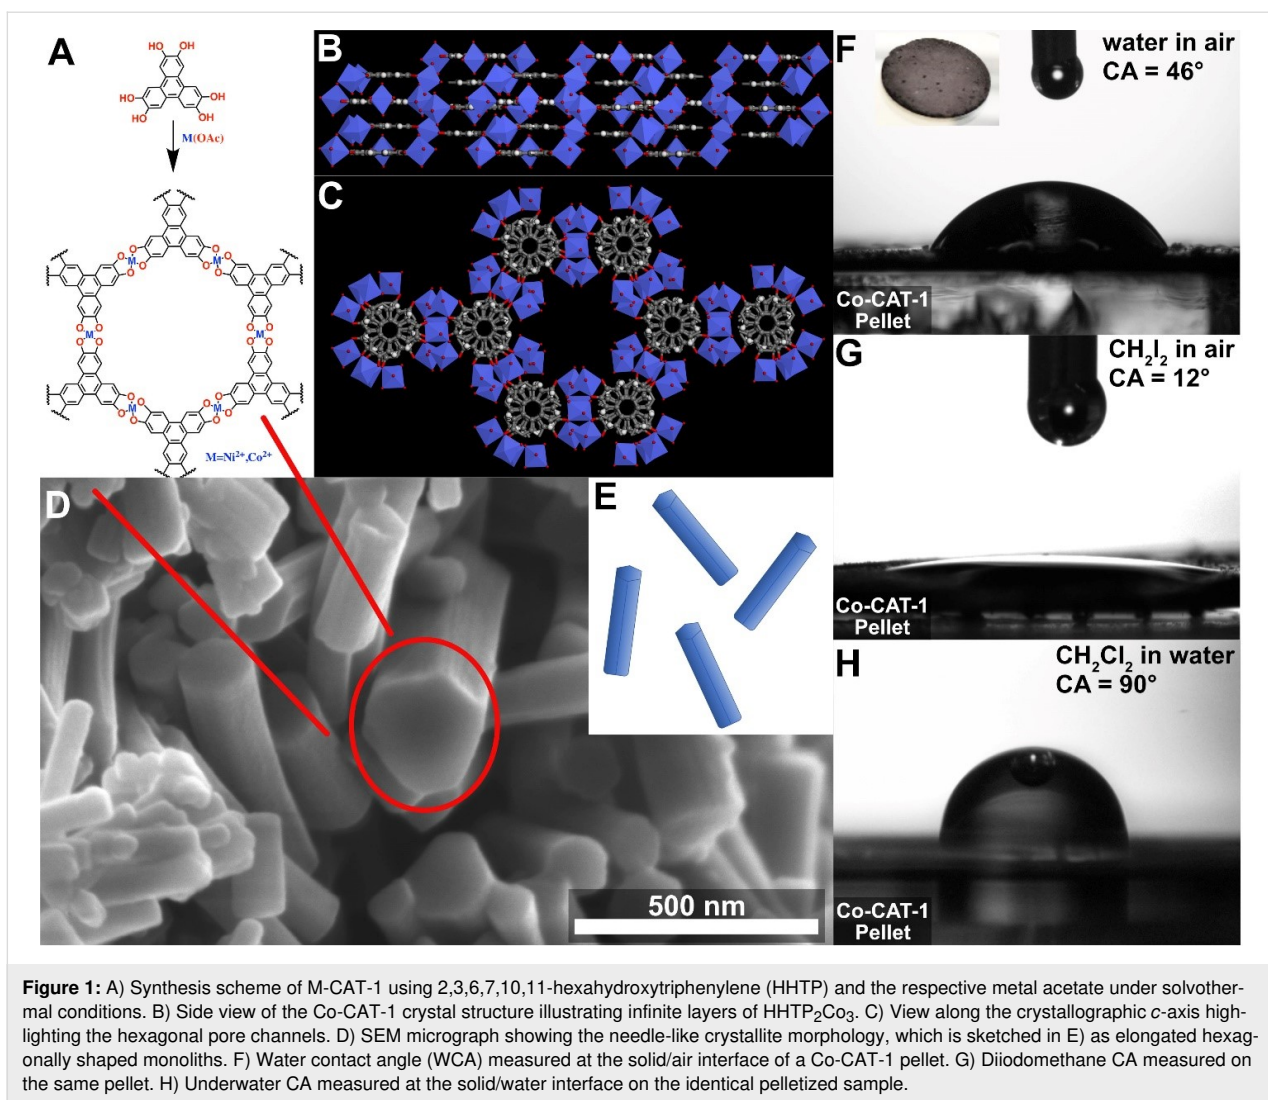 A
HO OH
HO OH
HO OH
M(OAc)
M=Ni²⁺,Co²⁺
B
C
D
500 nm
E
F
water in air
CA = 46°
Co-CAT-1
Pellet
G
CH₂I₂ in air
CA = 12°
Co-CAT-1
Pellet
H
CH₂Cl₂ in water
CA = 90°
Co-CAT-1
Pellet
Figure 1: A) Synthesis scheme of M-CAT-1 using 2,3,6,7,10,11-hexahydroxytriphenylene (HHTP) and the respective metal acetate under solvother-
mal conditions. B) Side view of the Co-CAT-1 crystal structure illustrating infinite layers of HHTP₂Co₃. C) View along the crystallographic c-axis high-
lighting the hexagonal pore channels. D) SEM micrograph showing the needle-like crystallite morphology, which is sketched in E) as elongated hexag-
onally shaped monoliths. F) Water contact angle (WCA) measured at the solid/air interface of a Co-CAT-1 pellet. G) Diiodomethane CA measured on
the same pellet. H) Underwater CA measured at the solid/water interface on the identical pelletized sample.